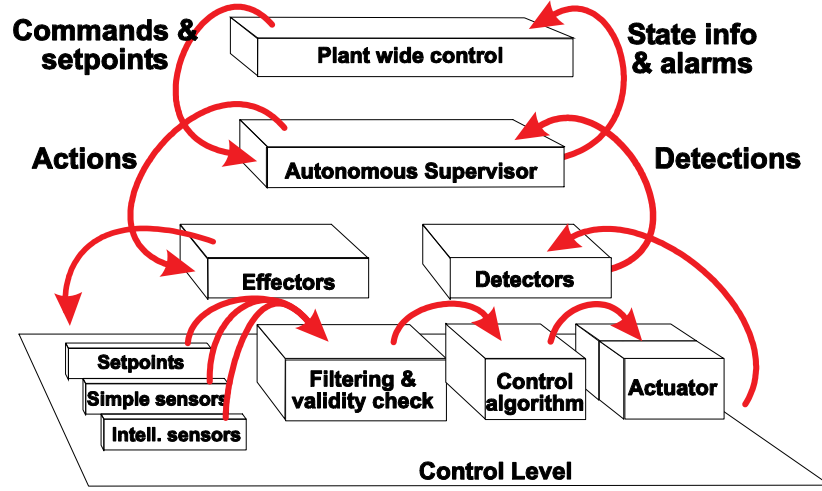 Commands &
setpoints
Plant wide control
State info
& alarms
Actions
Autonomous Supervisor
Detections
Effectors
Detectors
Setpoints
Simple sensors
Intell. sensors
Filtering &
validity check
Control
algorithm
Actuator
Control Level